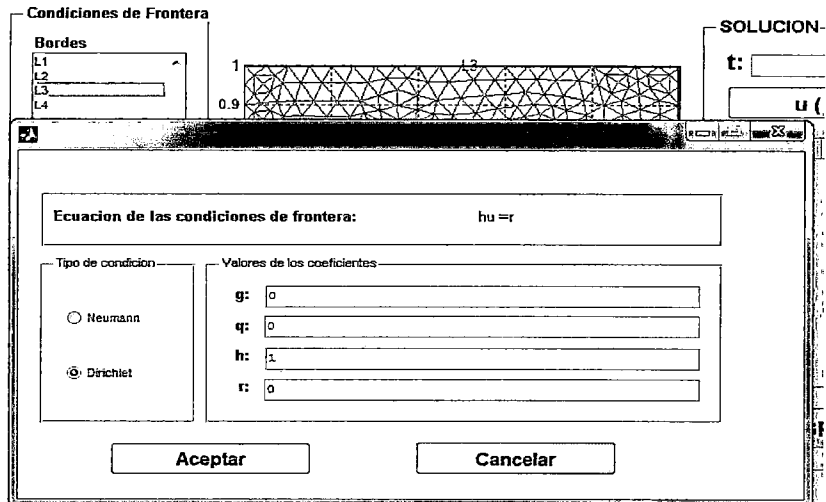 Condiciones de Frontera
Bordes
L1
L2
L3
L4
1
0.9
L3
SOLUCION
t:
u (
Ecuacion de las condiciones de frontera: hu =r
Tipo de condicion
Neumann
Dirichlet
Valores de los coeficientes
g: 0
q: 0
h: 1
r: 0
Aceptar
Cancelar